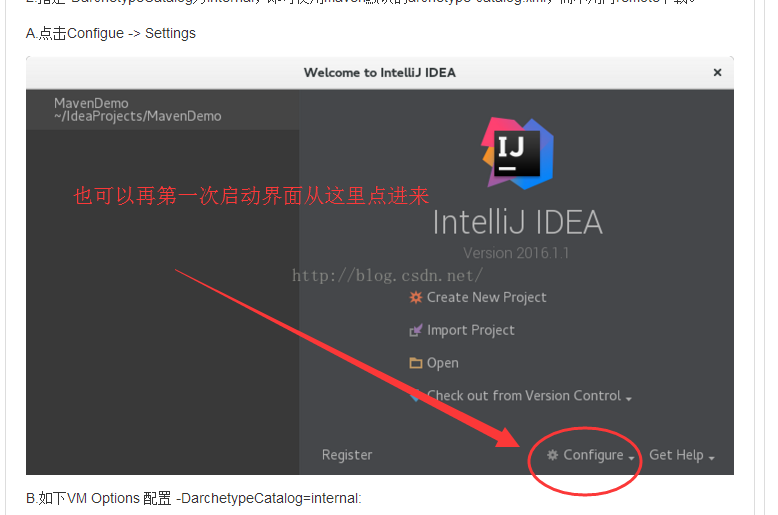 A.点击Configue -> Settings
Welcome to IntelliJ IDEA
MavenDemo
~/IdeaProjects/MavenDemo
IJ
也可以再第一次启动界面从这里点进来
IntelliJ IDEA
Version 2016.1.1
http://blog.csdn.net/
Create New Project
Import Project
Open
Check out from Version Control
Register
Configure
Get Help
B.如下VM Options 配置 -DarchetypeCatalog=internal: